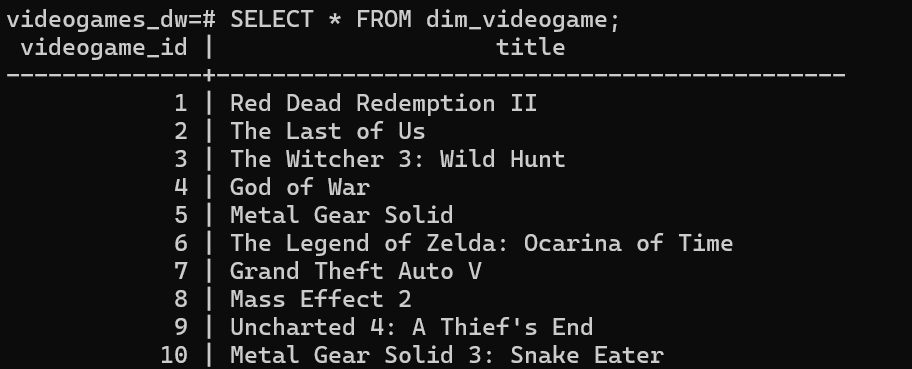 videogames_dw=# SELECT * FROM dim_videogame;
 videogame_id |                    title
--------------+---------------------------------------------
            1 | Red Dead Redemption II
            2 | The Last of Us
            3 | The Witcher 3: Wild Hunt
            4 | God of War
            5 | Metal Gear Solid
            6 | The Legend of Zelda: Ocarina of Time
            7 | Grand Theft Auto V
            8 | Mass Effect 2
            9 | Uncharted 4: A Thief's End
           10 | Metal Gear Solid 3: Snake Eater